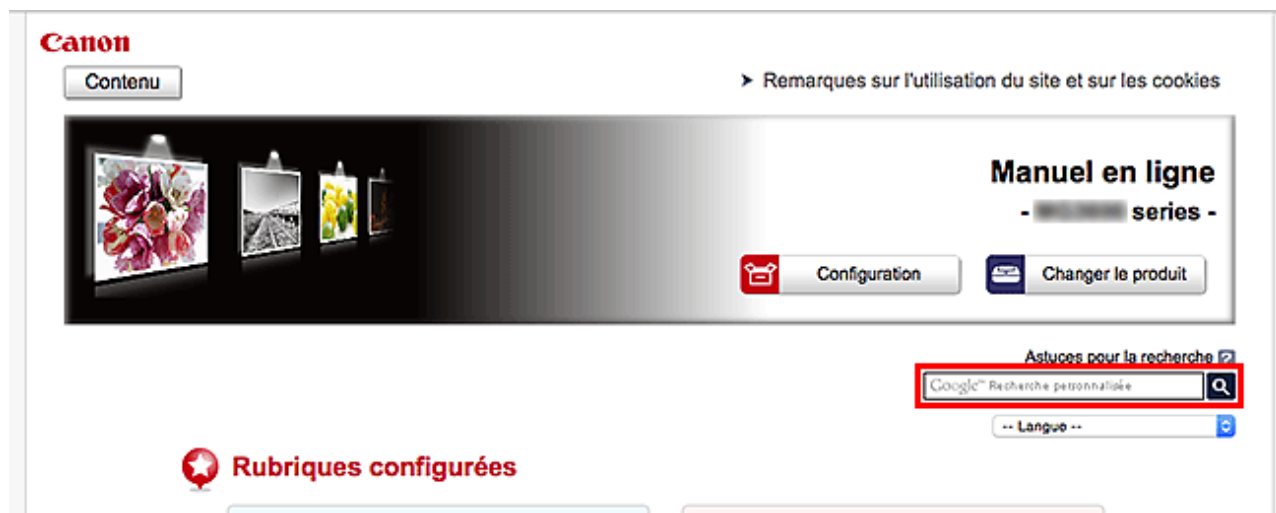 Canon
Contenu
Remarques sur l'utilisation du site et sur les cookies
Manuel en ligne
- series -
Configuration
Changer le produit
Astuces pour la recherche ?
Google™ Recherche personnalisée
-- Langue --
Rubriques configurées